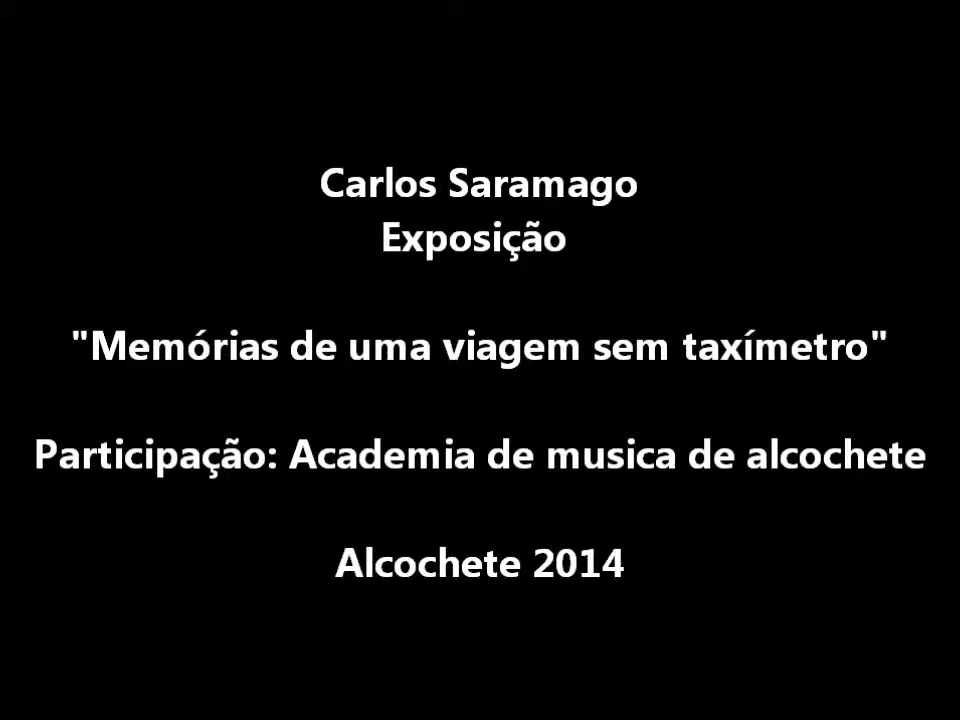 Carlos Saramago
Exposição
"Memórias de uma viagem sem taxímetro"
Participação: Academia de musica de alcochete
Alcochete 2014